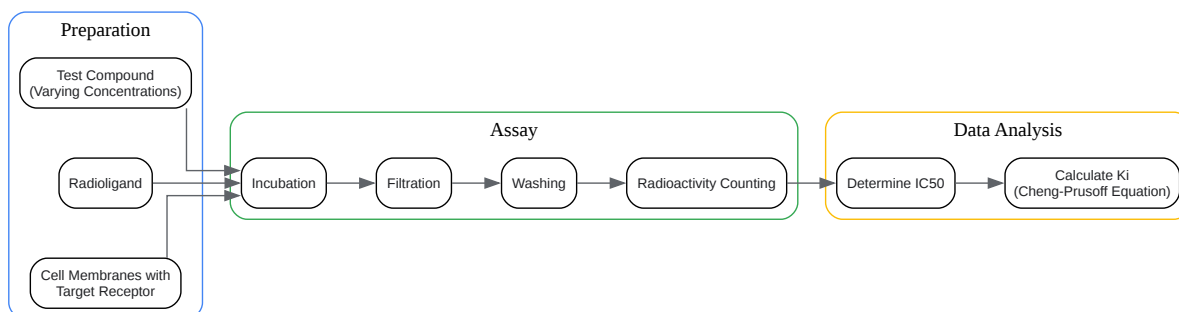 Preparation
Test Compound
(Varying Concentrations)
Radioligand
Cell Membranes with
Target Receptor
Assay
Incubation
Filtration
Washing
Radioactivity Counting
Data Analysis
Determine IC50
Calculate Ki
(Cheng-Prusoff Equation)